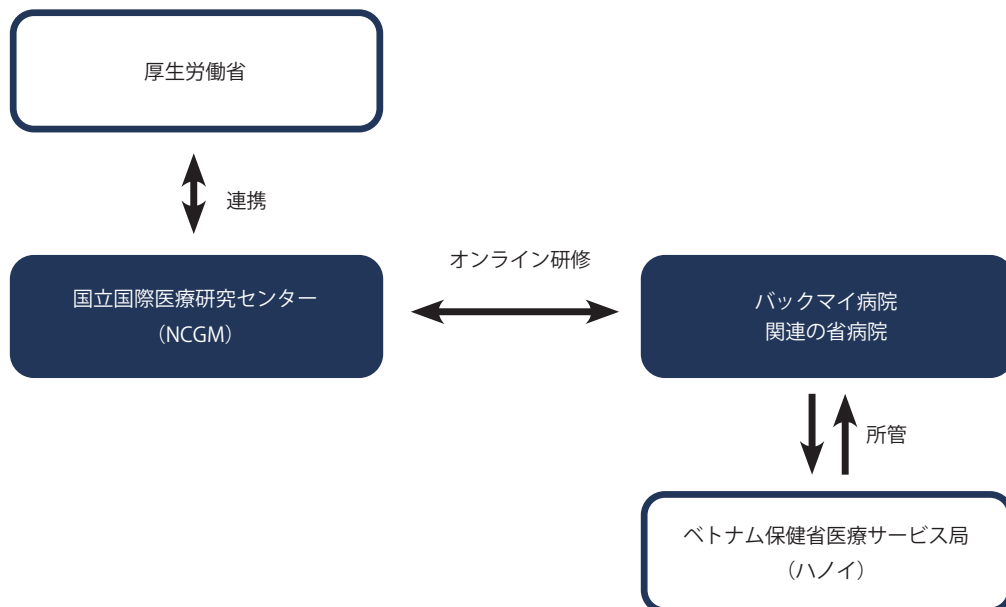 厚生労働省
連携
オンライン研修
国立国際医療研究センター
（NCGM）
バックマイ病院
関連の省病院
所管
ベトナム保健省医療サービス局
（ハノイ）